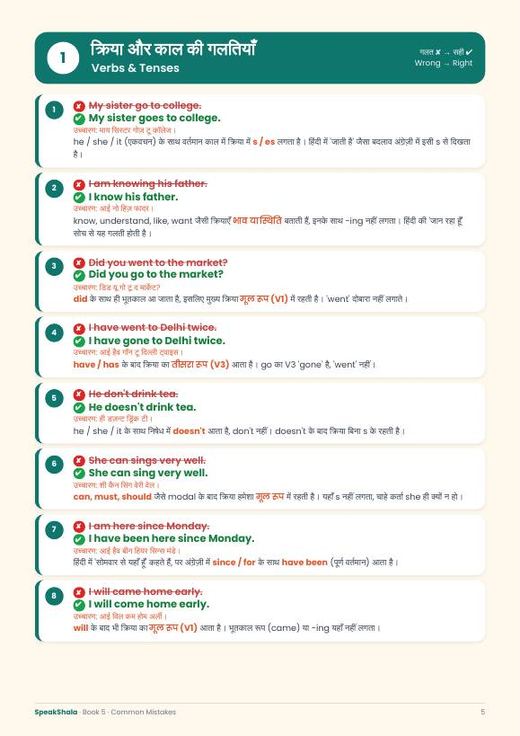 1
क्रिया और काल की गलतियाँ
Verbs & Tenses
गलत ✘ → सही ✔
Wrong → Right
1
✘ My sister go to college.
✔ My sister goes to college.
उच्चारण: माय सिस्टर गोज़ टू कॉलेज।
he / she / it (एकवचन) के साथ वर्तमान काल में क्रिया में s / es लगता है। हिंदी में 'जाती है' जैसा बदलाव अंग्रेज़ी में इसी s से दिखता
है।
2
✘ I am knowing his father.
✔ I know his father.
उच्चारण: आई नो हिज़ फादर।
know, understand, like, want जैसी क्रियाएँ भाव या स्थिति बताती हैं, इनके साथ -ing नहीं लगता। हिंदी की 'जान रहा हूँ'
सोच से यह गलती होती है।
3
✘ Did you went to the market?
✔ Did you go to the market?
उच्चारण: डिड यू गो टू द मार्केट?
did के साथ ही भूतकाल आ जाता है, इसलिए मुख्य क्रिया मूल रूप (V1) में रहती है। 'went' दोबारा नहीं लगाते।
4
✘ I have went to Delhi twice.
✔ I have gone to Delhi twice.
उच्चारण: आई हैव गॉन टू दिल्ली ट्वाइस।
have / has के बाद क्रिया का तीसरा रूप (V3) आता है। go का V3 'gone' है, 'went' नहीं।
5
✘ He don't drink tea.
✔ He doesn't drink tea.
उच्चारण: ही डज़न्ट ड्रिंक टी।
he / she / it के साथ निषेध में doesn't आता है, don't नहीं। doesn't के बाद क्रिया बिना s के रहती है।
6
✘ She can sings very well.
✔ She can sing very well.
उच्चारण: शी कैन सिंग वेरी वेल।
can, must, should जैसे modal के बाद क्रिया हमेशा मूल रूप में रहती है। यहाँ s नहीं लगता, चाहे कर्ता she ही क्यों न हो।
7
✘ I am here since Monday.
✔ I have been here since Monday.
उच्चारण: आई हैव बीन हियर सिन्स मंडे।
हिंदी में 'सोमवार से यहाँ हूँ' कहते हैं, पर अंग्रेज़ी में since / for के साथ have been (पूर्ण वर्तमान) आता है।
8
✘ I will came home early.
✔ I will come home early.
उच्चारण: आई विल कम होम अर्ली।
will के बाद भी क्रिया का मूल रूप (V1) आता है। भूतकाल रूप (came) या -ing यहाँ नहीं लगता।
SpeakShala · Book 5 · Common Mistakes
5